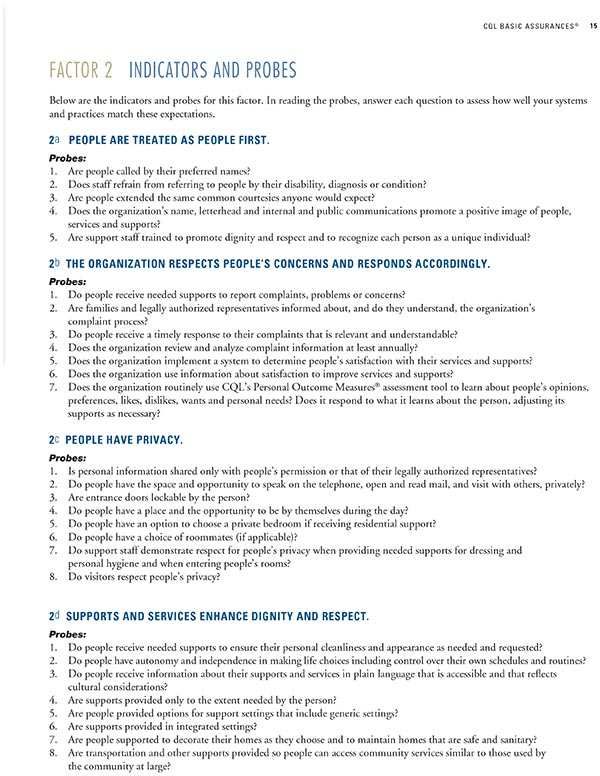 CQL BASIC ASSURANCES® 15
FACTOR 2 INDICATORS AND PROBES
Below are the indicators and probes for this factor. In reading the probes, answer each question to assess how well your systems
and practices match these expectations.
2a PEOPLE ARE TREATED AS PEOPLE FIRST.
Probes:
1. Are people called by their preferred names?
2. Does staff refrain from referring to people by their disability, diagnosis or condition?
3. Are people extended the same common courtesies anyone would expect?
4. Does the organization's name, letterhead and internal and public communications promote a positive image of people,
services and supports?
5. Are support staff trained to promote dignity and respect and to recognize each person as a unique individual?
2b THE ORGANIZATION RESPECTS PEOPLE'S CONCERNS AND RESPONDS ACCORDINGLY.
Probes:
1. Do people receive needed supports to report complaints, problems or concerns?
2. Are families and legally authorized representatives informed about, and do they understand, the organization's
complaint process?
3. Do people receive a timely response to their complaints that is relevant and understandable?
4. Does the organization review and analyze complaint information at least annually?
5. Does the organization implement a system to determine people's satisfaction with their services and supports?
6. Does the organization use information about satisfaction to improve services and supports?
7. Does the organization routinely use CQL's Personal Outcome Measures® assessment tool to learn about people's opinions,
preferences, likes, dislikes, wants and personal needs? Does it respond to what it learns about the person, adjusting its
supports as necessary?
2c PEOPLE HAVE PRIVACY.
Probes:
1. Is personal information shared only with people's permission or that of their legally authorized representatives?
2. Do people have the space and opportunity to speak on the telephone, open and read mail, and visit with others, privately?
3. Are entrance doors lockable by the person?
4. Do people have a place and the opportunity to be by themselves during the day?
5. Do people have an option to choose a private bedroom if receiving residential support?
6. Do people have a choice of roommates (if applicable)?
7. Do support staff demonstrate respect for people's privacy when providing needed supports for dressing and
personal hygiene and when entering people's rooms?
8. Do visitors respect people's privacy?
2d SUPPORTS AND SERVICES ENHANCE DIGNITY AND RESPECT.
Probes:
1. Do people receive needed supports to ensure their personal cleanliness and appearance as needed and requested?
2. Do people have autonomy and independence in making life choices including control over their own schedules and routines?
3. Do people receive information about their supports and services in plain language that is accessible and that reflects
cultural considerations?
4. Are supports provided only to the extent needed by the person?
5. Are people provided options for support settings that include generic settings?
6. Are supports provided in integrated settings?
7. Are people supported to decorate their homes as they choose and to maintain homes that are safe and sanitary?
8. Are transportation and other supports provided so people can access community services similar to those used by
the community at large?